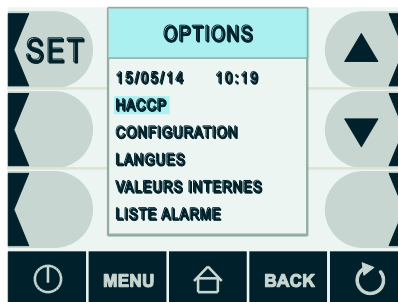 SET
OPTIONS
15/05/14 10:19
HACCP
CONFIGURATION
LANGUES
VALEURS INTERNES
LISTE ALARME
MENU
BACK